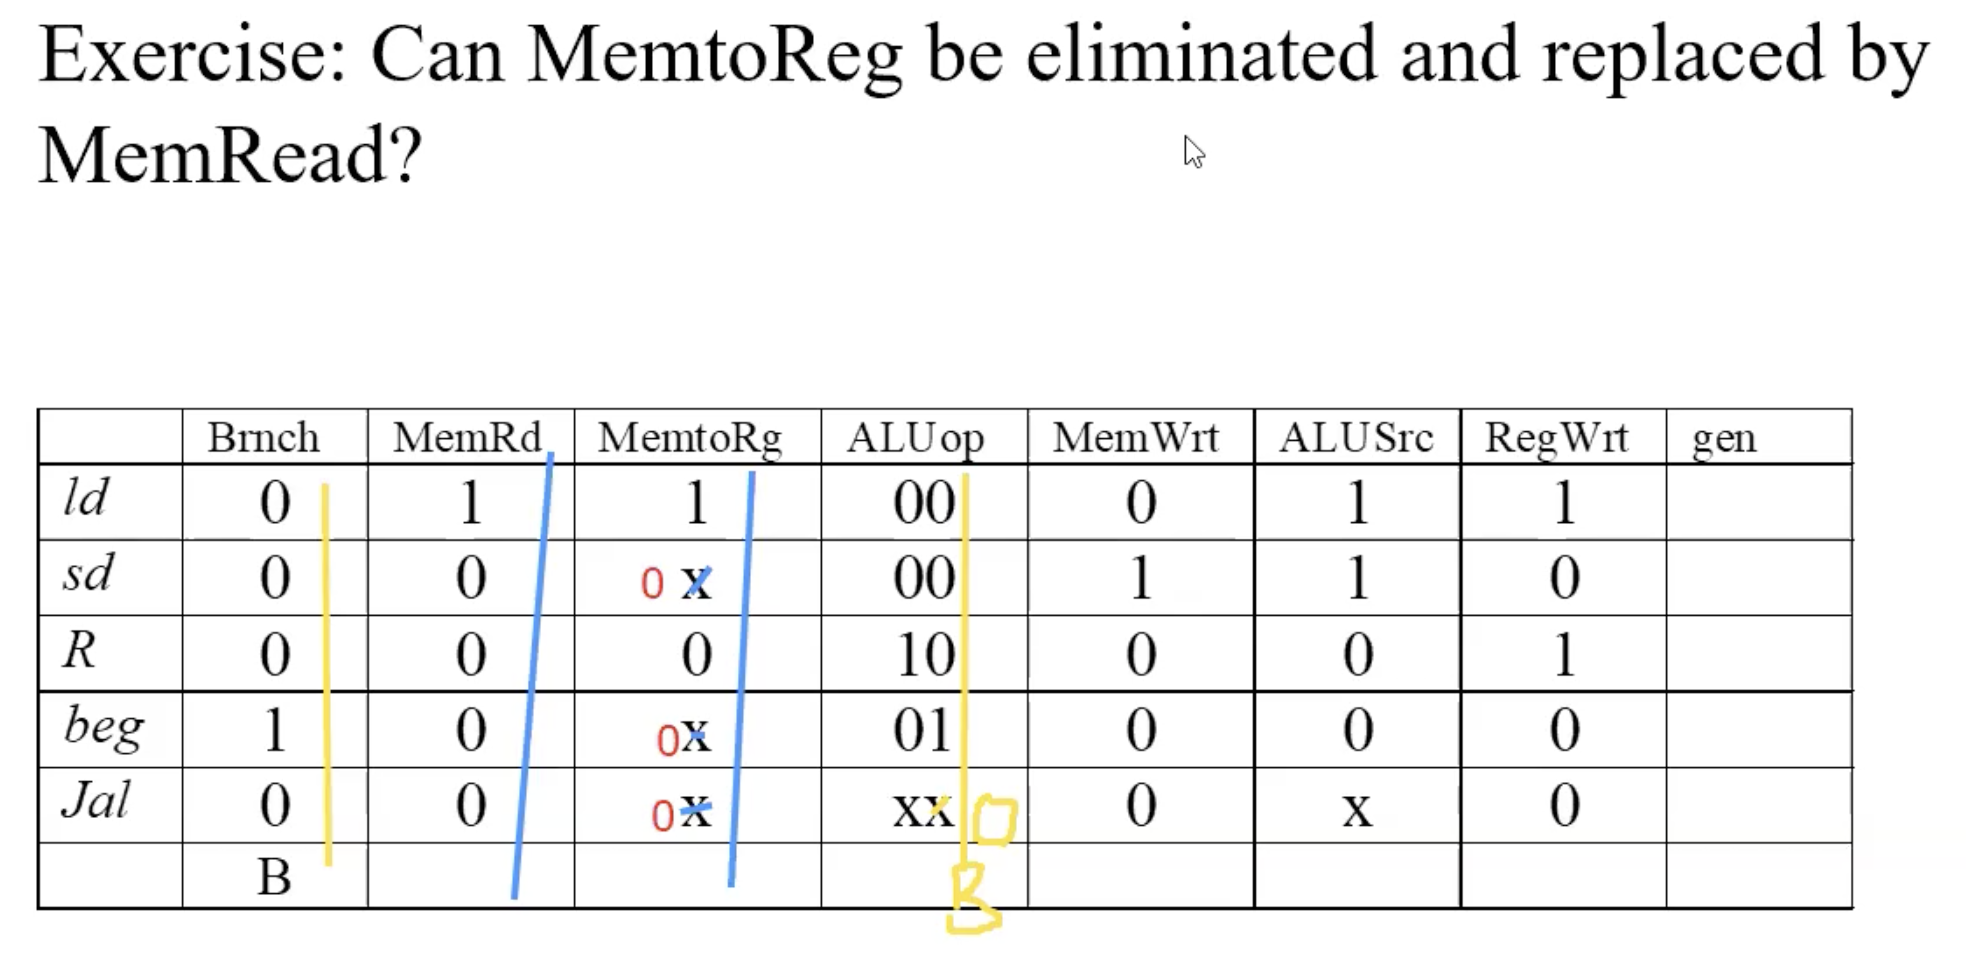 Exercise: Can MemtoReg be eliminated and replaced by
MemRead?
Brnch MemRd MemtoRg ALUop MemWrt ALUSrc RegWrt gen
ld 0 1 1 00 0 1 1
sd 0 0 0 x 00 1 1 0
R 0 0 0 10 0 0 1
beg 1 0 0x 01 0 0 0
Jal 0 0 0x xx 0 0 x 0
B B